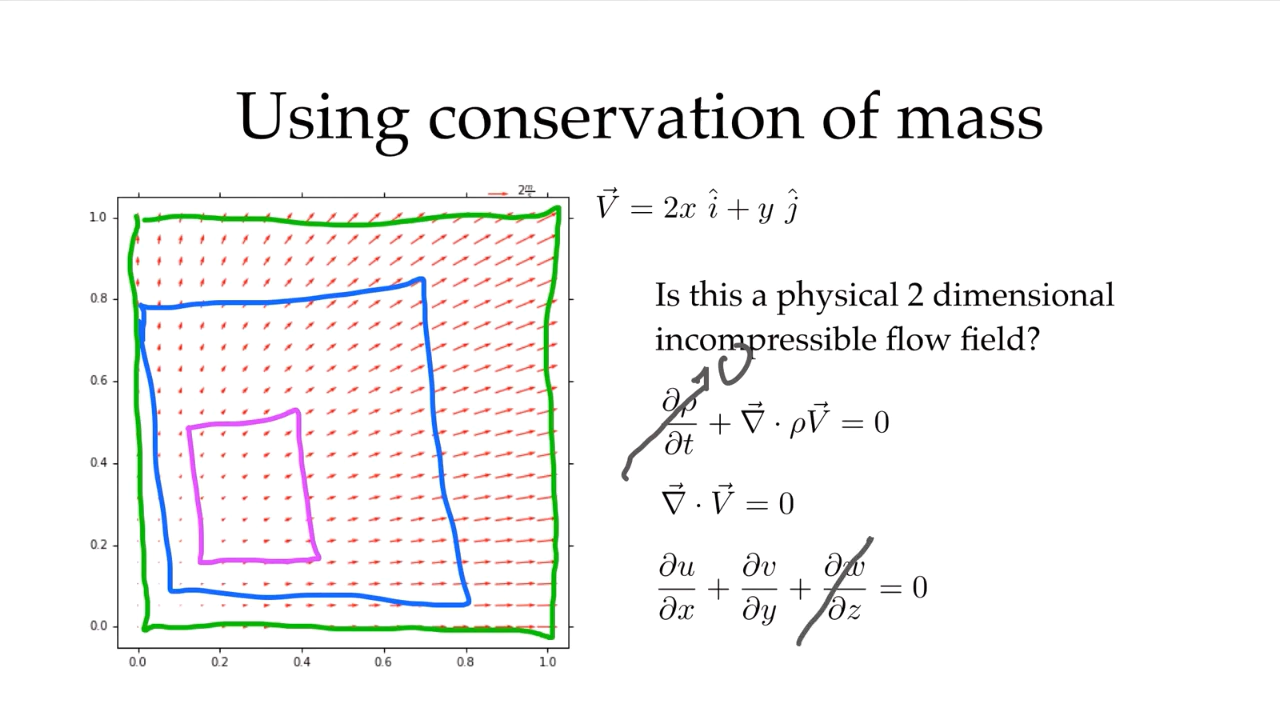 Using conservation of mass
2 m/s
V⃗ = 2x î + y ĵ
1.0
0.8
0.6
0.4
0.2
0.0
0.0 0.2 0.4 0.6 0.8 1.0
Is this a physical 2 dimensional
incompressible flow field?
0
∂ρ/∂t + ∇⃗ · ρV⃗ = 0
∇⃗ · V⃗ = 0
∂u/∂x + ∂v/∂y + ∂w/∂z = 0